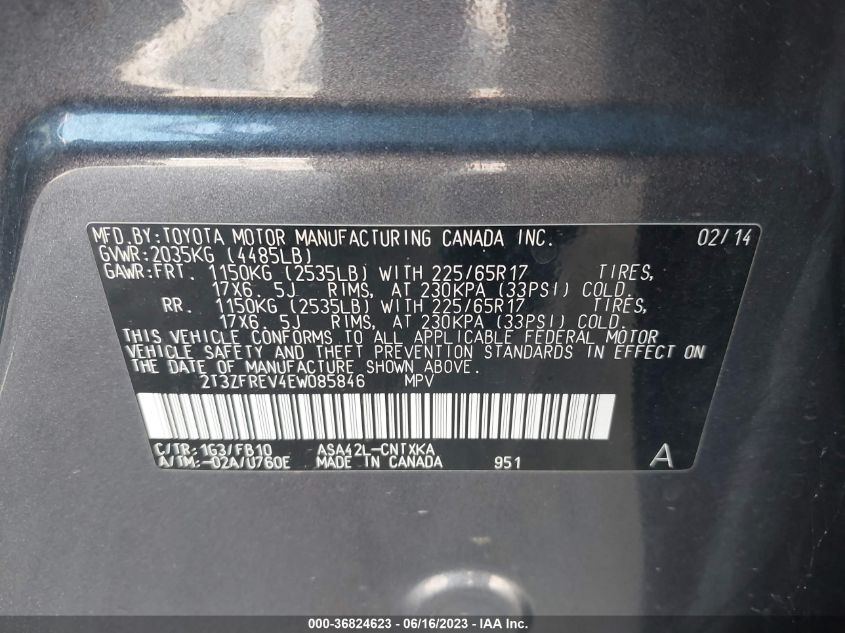 MFD.BY:TOYOTA MOTOR MANUFACTURING CANADA INC. 02/14
GVWR:2035KG (4485LB)
GAWR:FRT. 1150KG (2535LB) WITH 225/65R17 TIRES,
17X6.5J RIMS, AT 230KPA (33PSI) COLD.
RR. 1150KG (2535LB) WITH 225/65R17 TIRES,
17X6.5J RIMS, AT 230KPA (33PSI) COLD.
THIS VEHICLE CONFORMS TO ALL APPLICABLE FEDERAL MOTOR
VEHICLE SAFETY AND THEFT PREVENTION STANDARDS IN EFFECT ON
THE DATE OF MANUFACTURE SHOWN ABOVE.
2T3ZFREV4EW085846 MPV
C/TR:1G3/FB10 ASA42L-CNTXKA
A/TM:-02A/U760E MADE IN CANADA 951 A
000-36824623 - 06/16/2023 - IAA Inc.